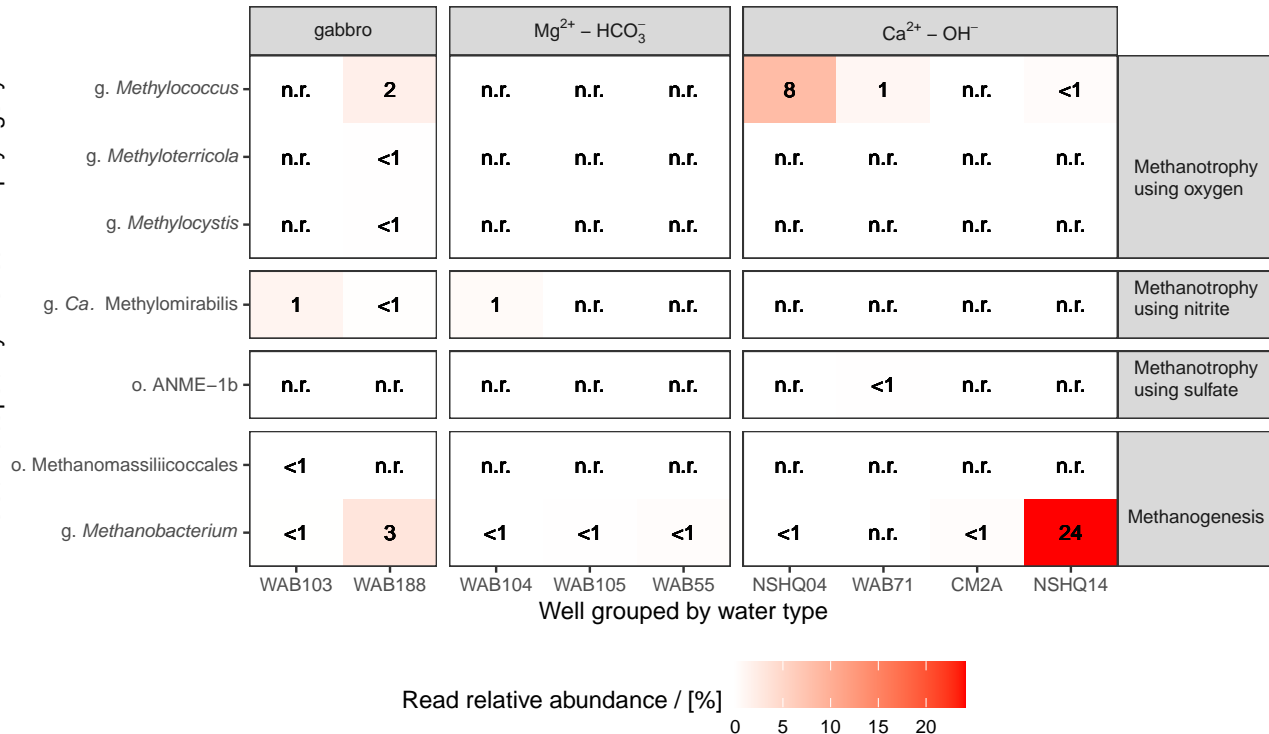 gabbro Mg2+ – HCO3− Ca2+ – OH−
g. Methylococcus n.r. 2 n.r. n.r. n.r. 8 1 n.r. <1
g. Methyloterricola n.r. <1 n.r. n.r. n.r. n.r. n.r. n.r. n.r.
Methanotrophy
using oxygen
g. Methylocystis n.r. <1 n.r. n.r. n.r. n.r. n.r. n.r. n.r.
g. Ca. Methylomirabilis 1 <1 1 n.r. n.r. n.r. n.r. n.r. n.r.
Methanotrophy
using nitrite
o. ANME−1b n.r. n.r. n.r. n.r. n.r. n.r. <1 n.r. n.r.
Methanotrophy
using sulfate
o. Methanomassiliicoccales <1 n.r. n.r. n.r. n.r. n.r. n.r. n.r. n.r.
g. Methanobacterium <1 3 <1 <1 <1 <1 n.r. <1 24
Methanogenesis
WAB103 WAB188 WAB104 WAB105 WAB55 NSHQ04 WAB71 CM2A NSHQ14
Well grouped by water type
Read relative abundance / [%]
0 5 10 15 20